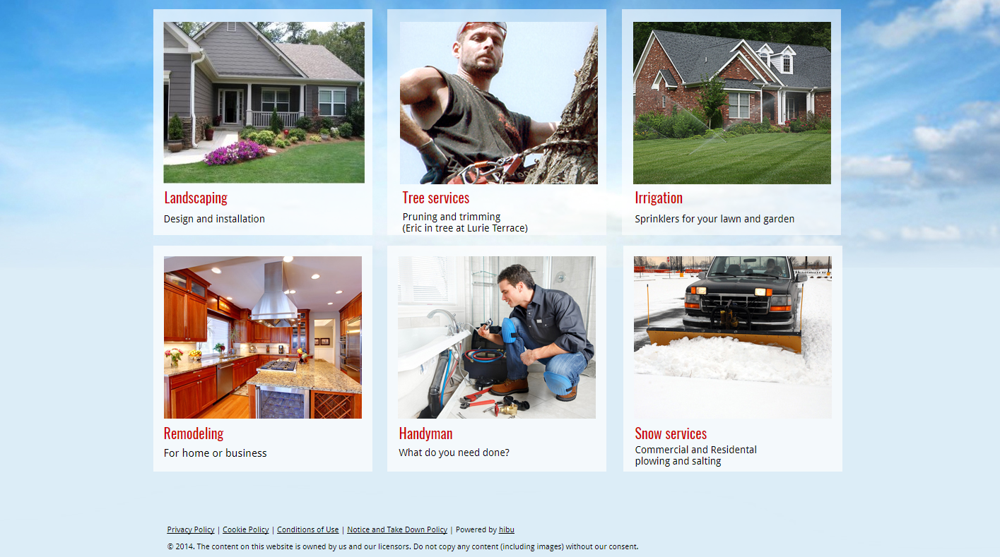 Landscaping
Design and installation
Tree services
Pruning and trimming
(Eric in tree at Lurie Terrace)
Irrigation
Sprinklers for your lawn and garden
Remodeling
For home or business
Handyman
What do you need done?
Snow services
Commercial and Residental
plowing and salting
Privacy Policy | Cookie Policy | Conditions of Use | Notice and Take Down Policy | Powered by hibu
© 2014. The content on this website is owned by us and our licensors. Do not copy any content (including images) without our consent.